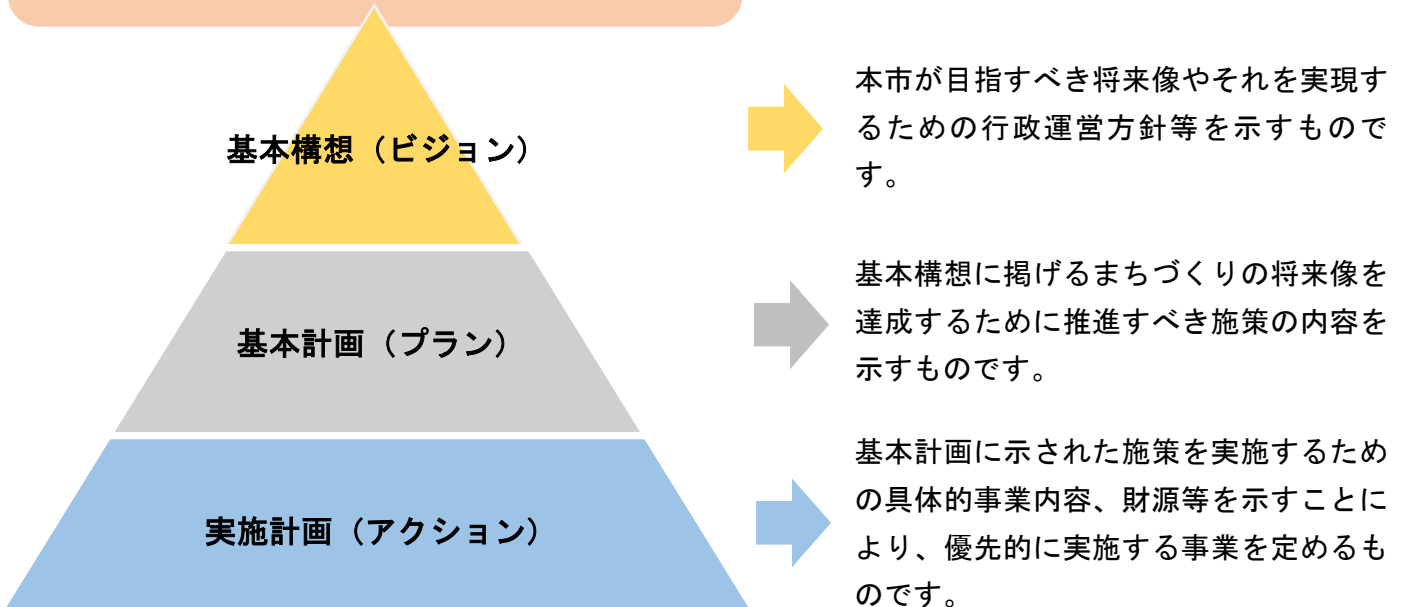 基本構想（ビジョン）
本市が目指すべき将来像やそれを実現す
るための行政運営方針等を示すもので
す。
基本計画（プラン）
基本構想に掲げるまちづくりの将来像を
達成するために推進すべき施策の内容を
示すものです。
実施計画（アクション）
基本計画に示された施策を実施するため
の具体的事業内容、財源等を示すことに
より、優先的に実施する事業を定めるも
のです。